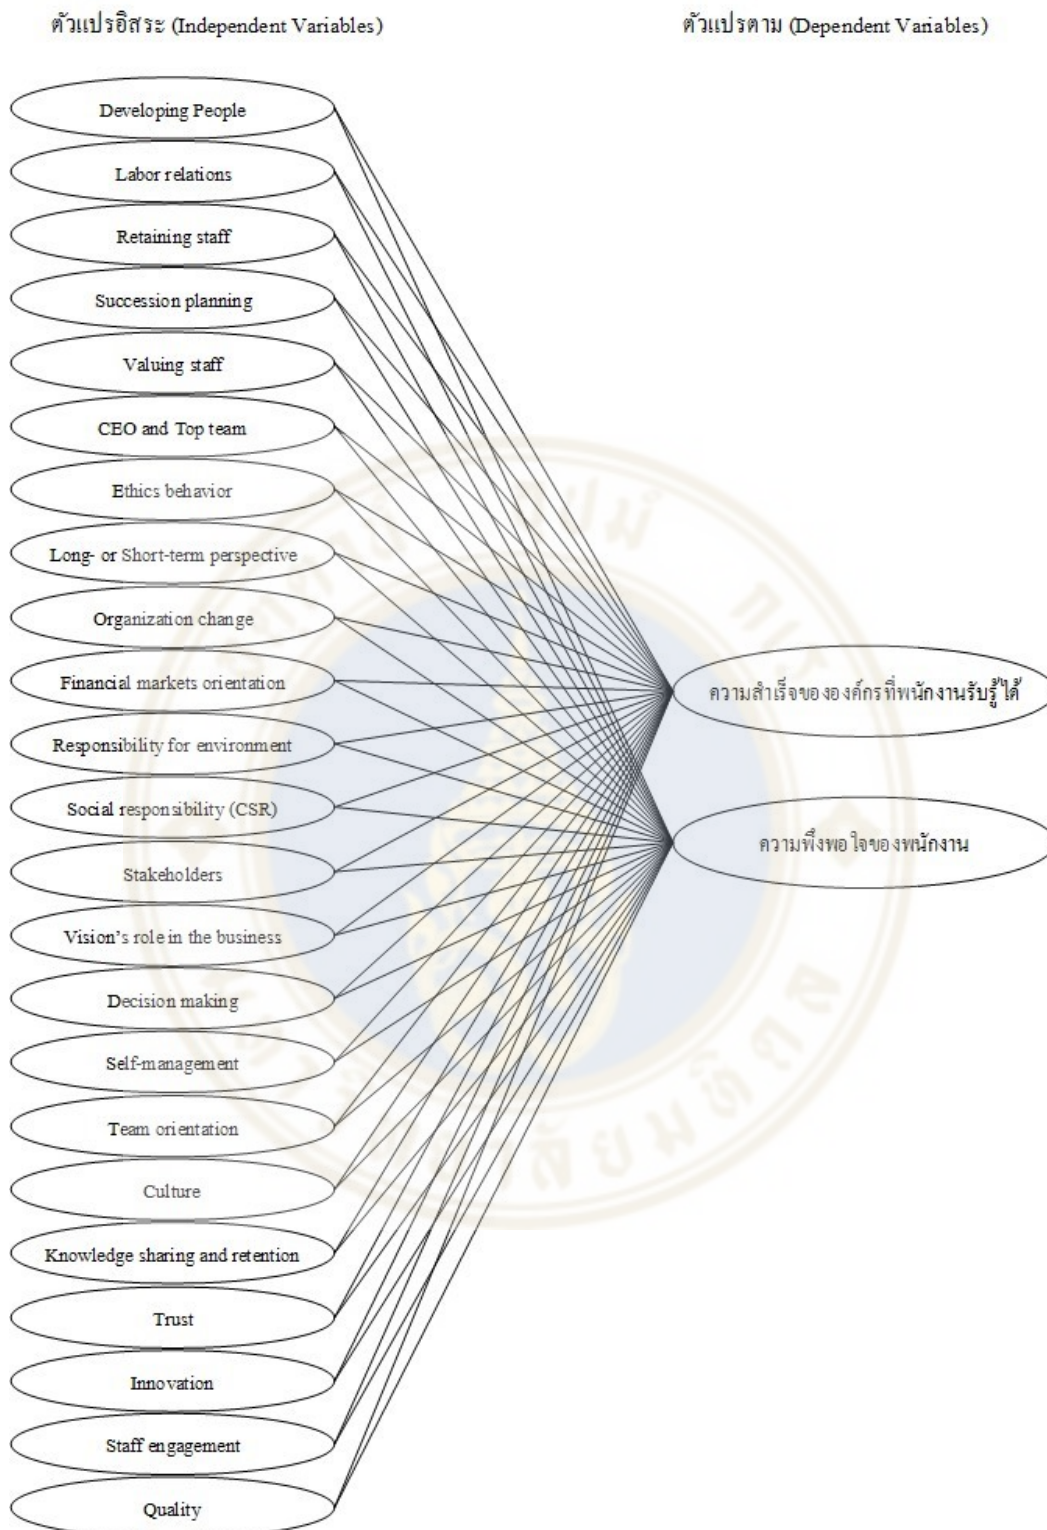 ตัวแปรอิสระ (Independent Variables)
ตัวแปรตาม (Dependent Variables)
Developing People
Labor relations
Retaining staff
Succession planning
Valuing staff
CEO and Top team
Ethics behavior
Long- or Short-term perspective
Organization change
Financial markets orientation
Responsibility for environment
Social responsibility (CSR)
Stakeholders
Vision’s role in the business
Decision making
Self-management
Team orientation
Culture
Knowledge sharing and retention
Trust
Innovation
Staff engagement
Quality
ความสำเร็จขององค์กรที่พนักงานรับรู้ได้
ความพึงพอใจของพนักงาน